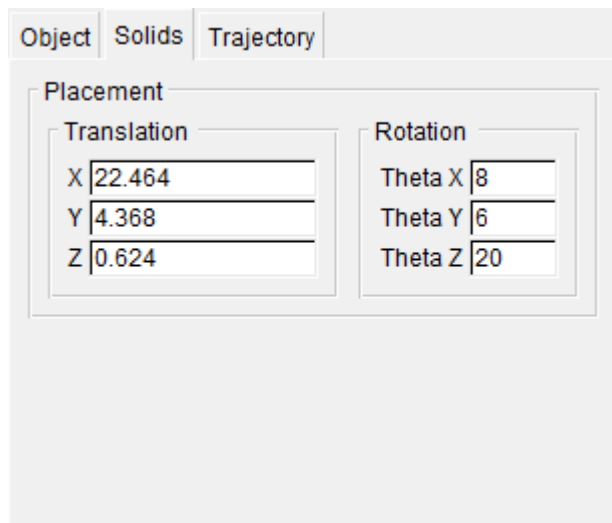 Object Solids Trajectory
Placement
Translation
X 22.464
Y 4.368
Z 0.624
Rotation
Theta X 8
Theta Y 6
Theta Z 20